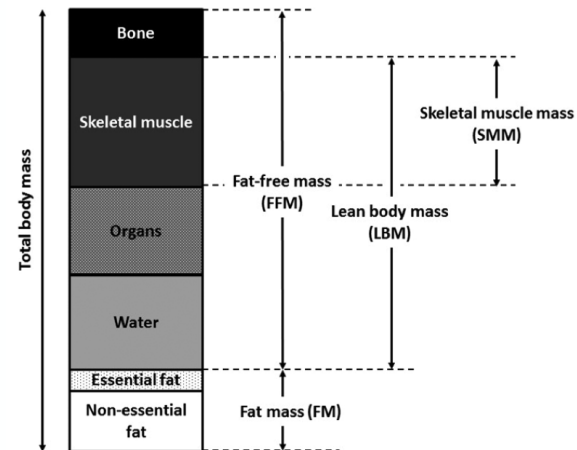 Total body mass
Bone
Skeletal muscle
Organs
Water
Essential fat
Non-essential
fat
Fat-free mass
(FFM)
Fat mass (FM)
Lean body mass
(LBM)
Skeletal muscle mass
(SMM)